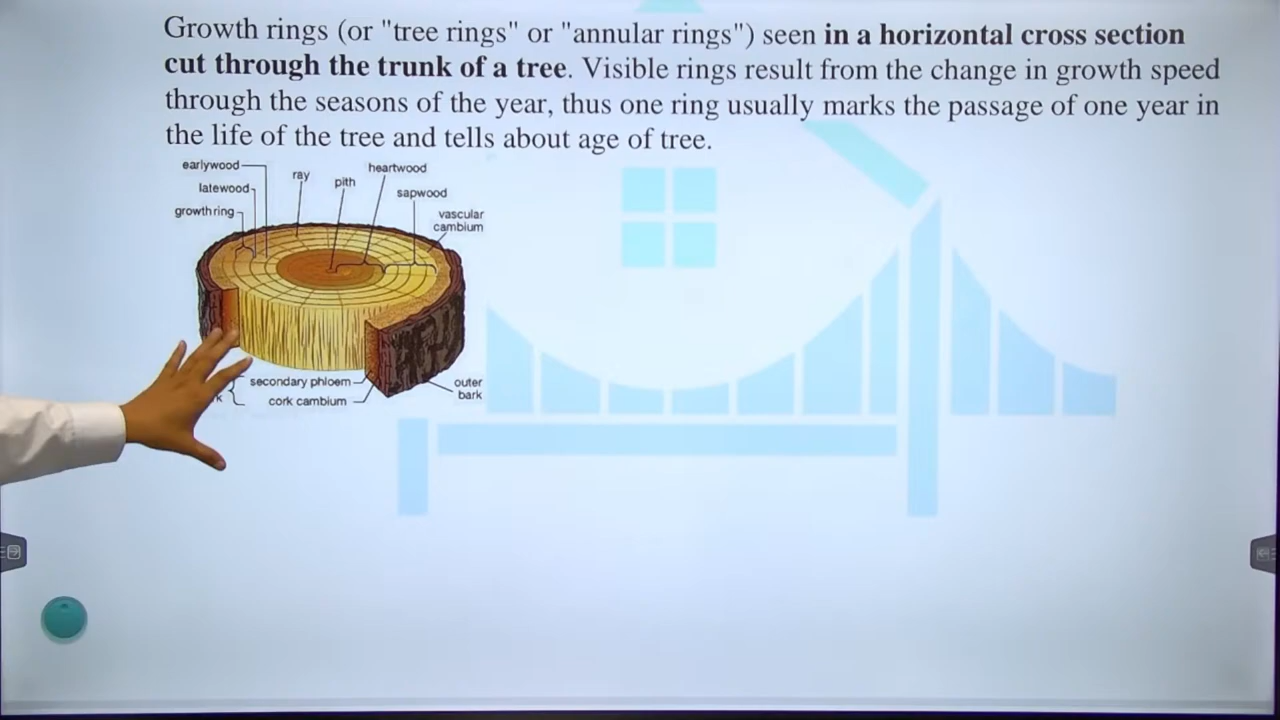 Growth rings (or "tree rings" or "annular rings") seen in a horizontal cross section
cut through the trunk of a tree. Visible rings result from the change in growth speed
through the seasons of the year, thus one ring usually marks the passage of one year in
the life of the tree and tells about age of tree.
earlywood
latewood
growth ring
ray
pith
heartwood
sapwood
vascular
cambium
secondary phloem
cork cambium
outer
bark